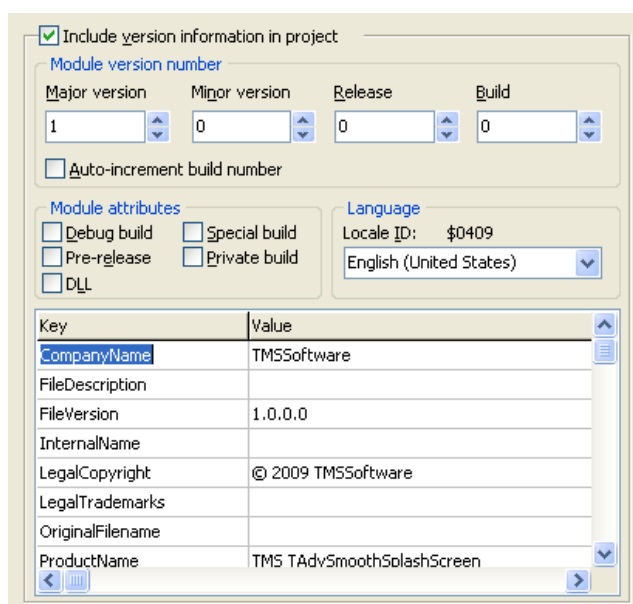 Include version information in project
Module version number
Major version Minor version Release Build
1 0 0 0
Auto-increment build number
Module attributes
Debug build Special build
Pre-release Private build
DLL
Language
Locale ID: $0409
English (United States)
Key Value
CompanyName TMSSoftware
FileDescription
FileVersion 1.0.0.0
InternalName
LegalCopyright © 2009 TMSSoftware
LegalTrademarks
OriginalFilename
ProductName TMS TAdvSmoothSplashScreen